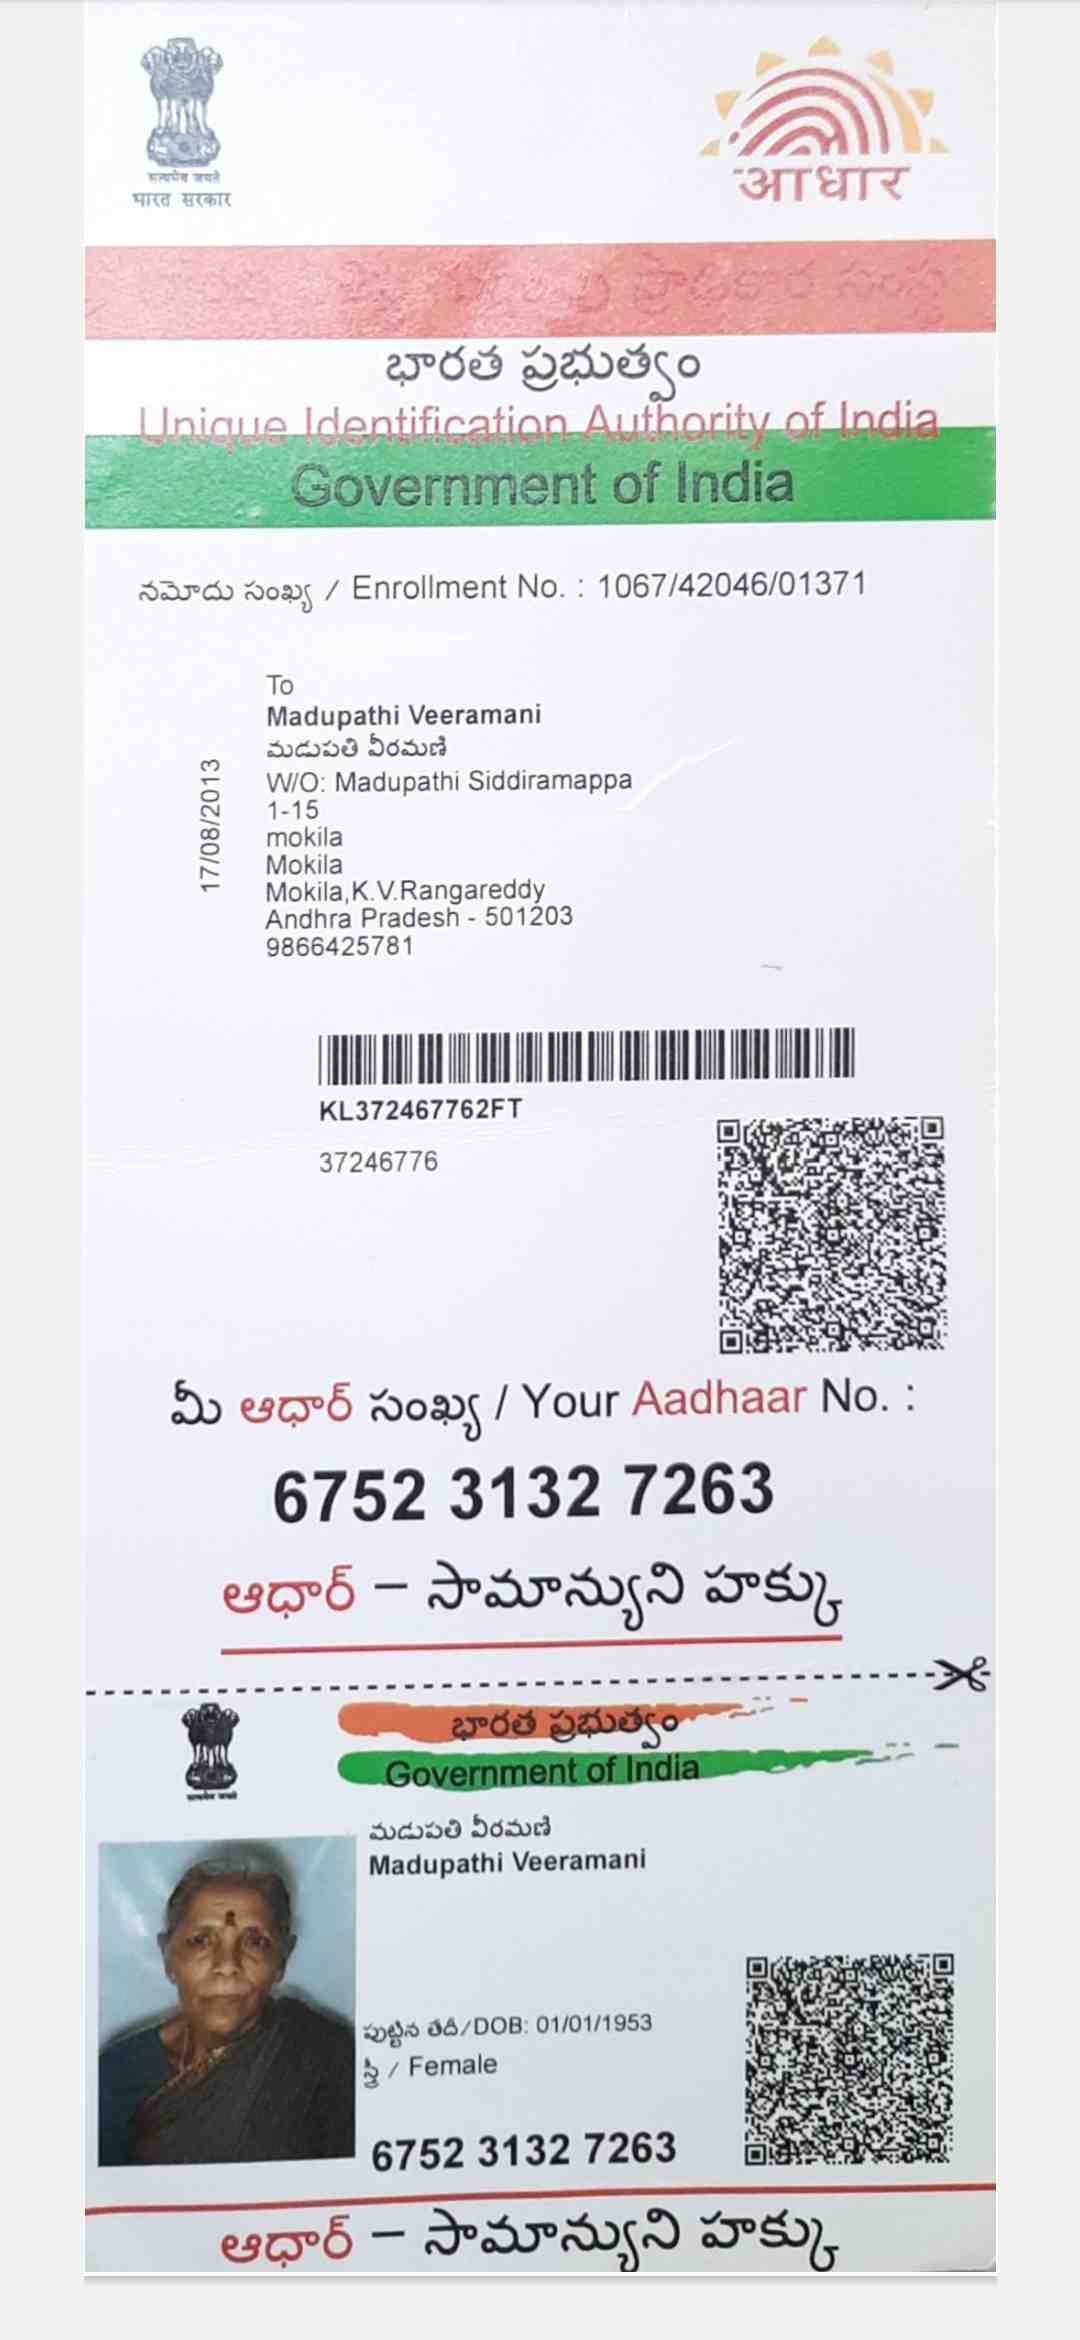 सत्यमेव जयते
भारत सरकार
आधार
ప్రాధికార సంస్థ
భారత ప్రభుత్వం
Unique Identification Authority of India
Government of India
నమోదు సంఖ్య / Enrollment No. : 1067/42046/01371
17/08/2013
To
Madupathi Veeramani
మడుపతి వీరమణి
W/O: Madupathi Siddiramappa
1-15
mokila
Mokila
Mokila,K.V.Rangareddy
Andhra Pradesh - 501203
9866425781
KL372467762FT
37246776
మీ ఆధార్ సంఖ్య / Your Aadhaar No. :
6752 3132 7263
ఆధార్ – సామాన్యుని హక్కు
सत्यमेव जयते
భారత ప్రభుత్వం
Government of India
మడుపతి వీరమణి
Madupathi Veeramani
పుట్టిన తేదీ/DOB: 01/01/1953
స్త్రీ / Female
6752 3132 7263
ఆధార్ – సామాన్యుని హక్కు